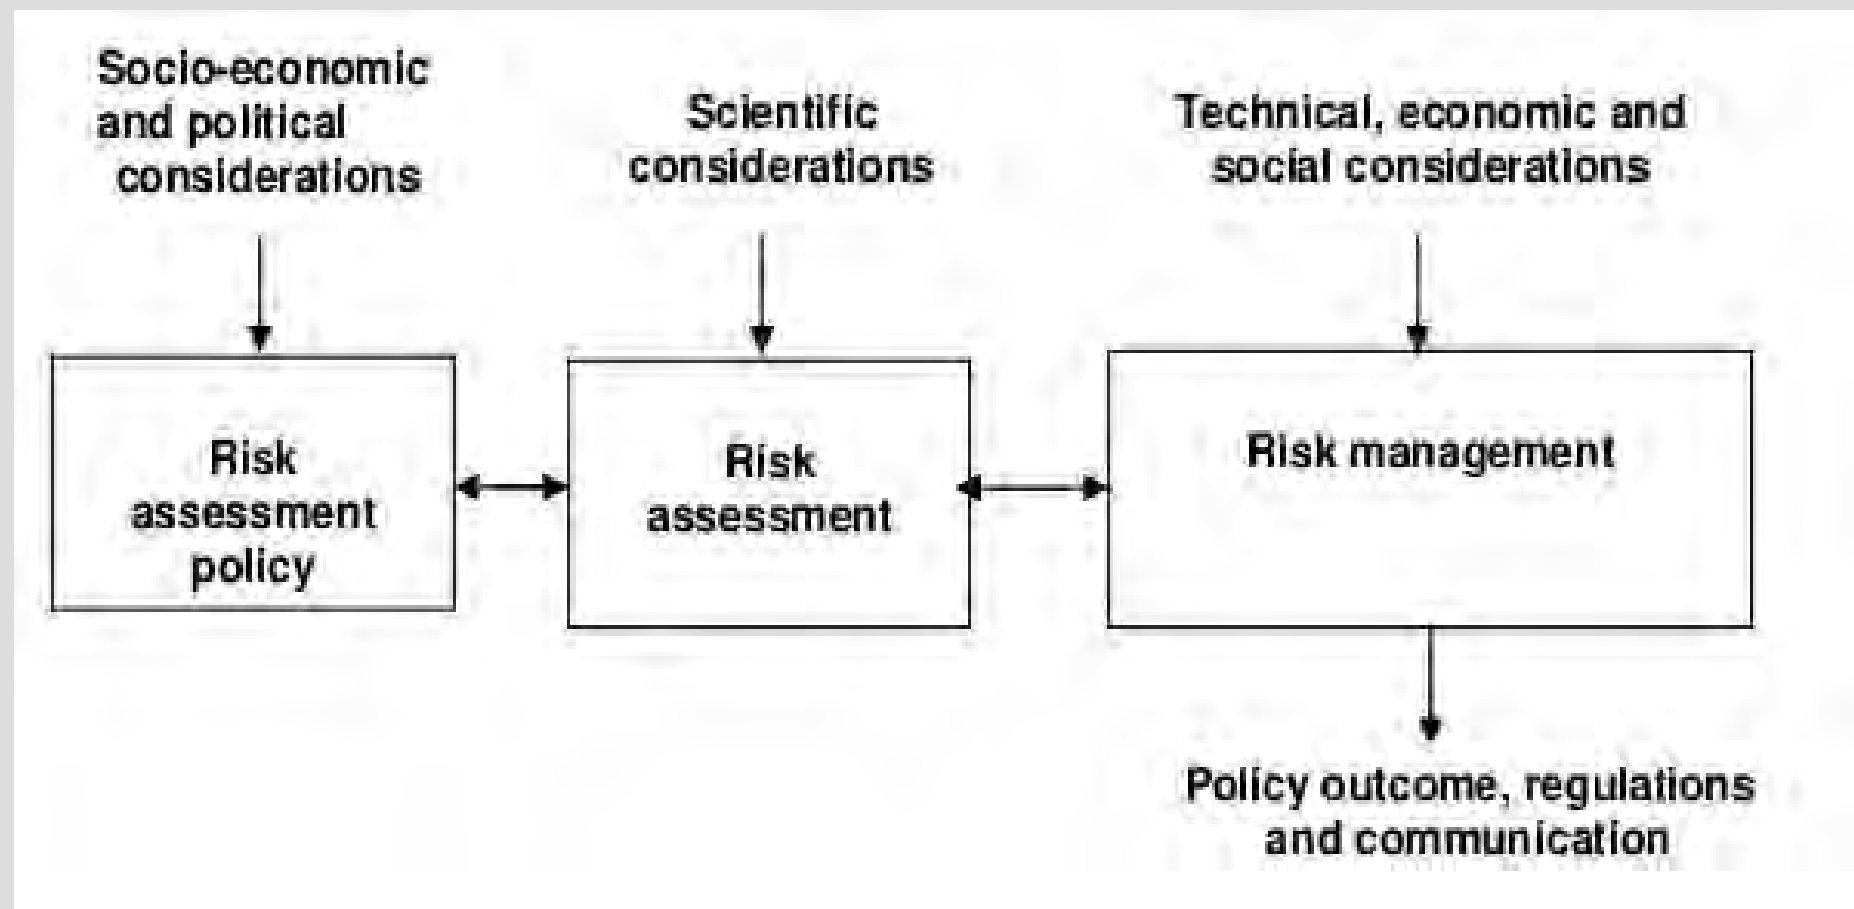 Socio-economic
and political
considerations
Scientific
considerations
Technical, economic and
social considerations
Risk
assessment
policy
Risk
assessment
Risk management
Policy outcome, regulations
and communication